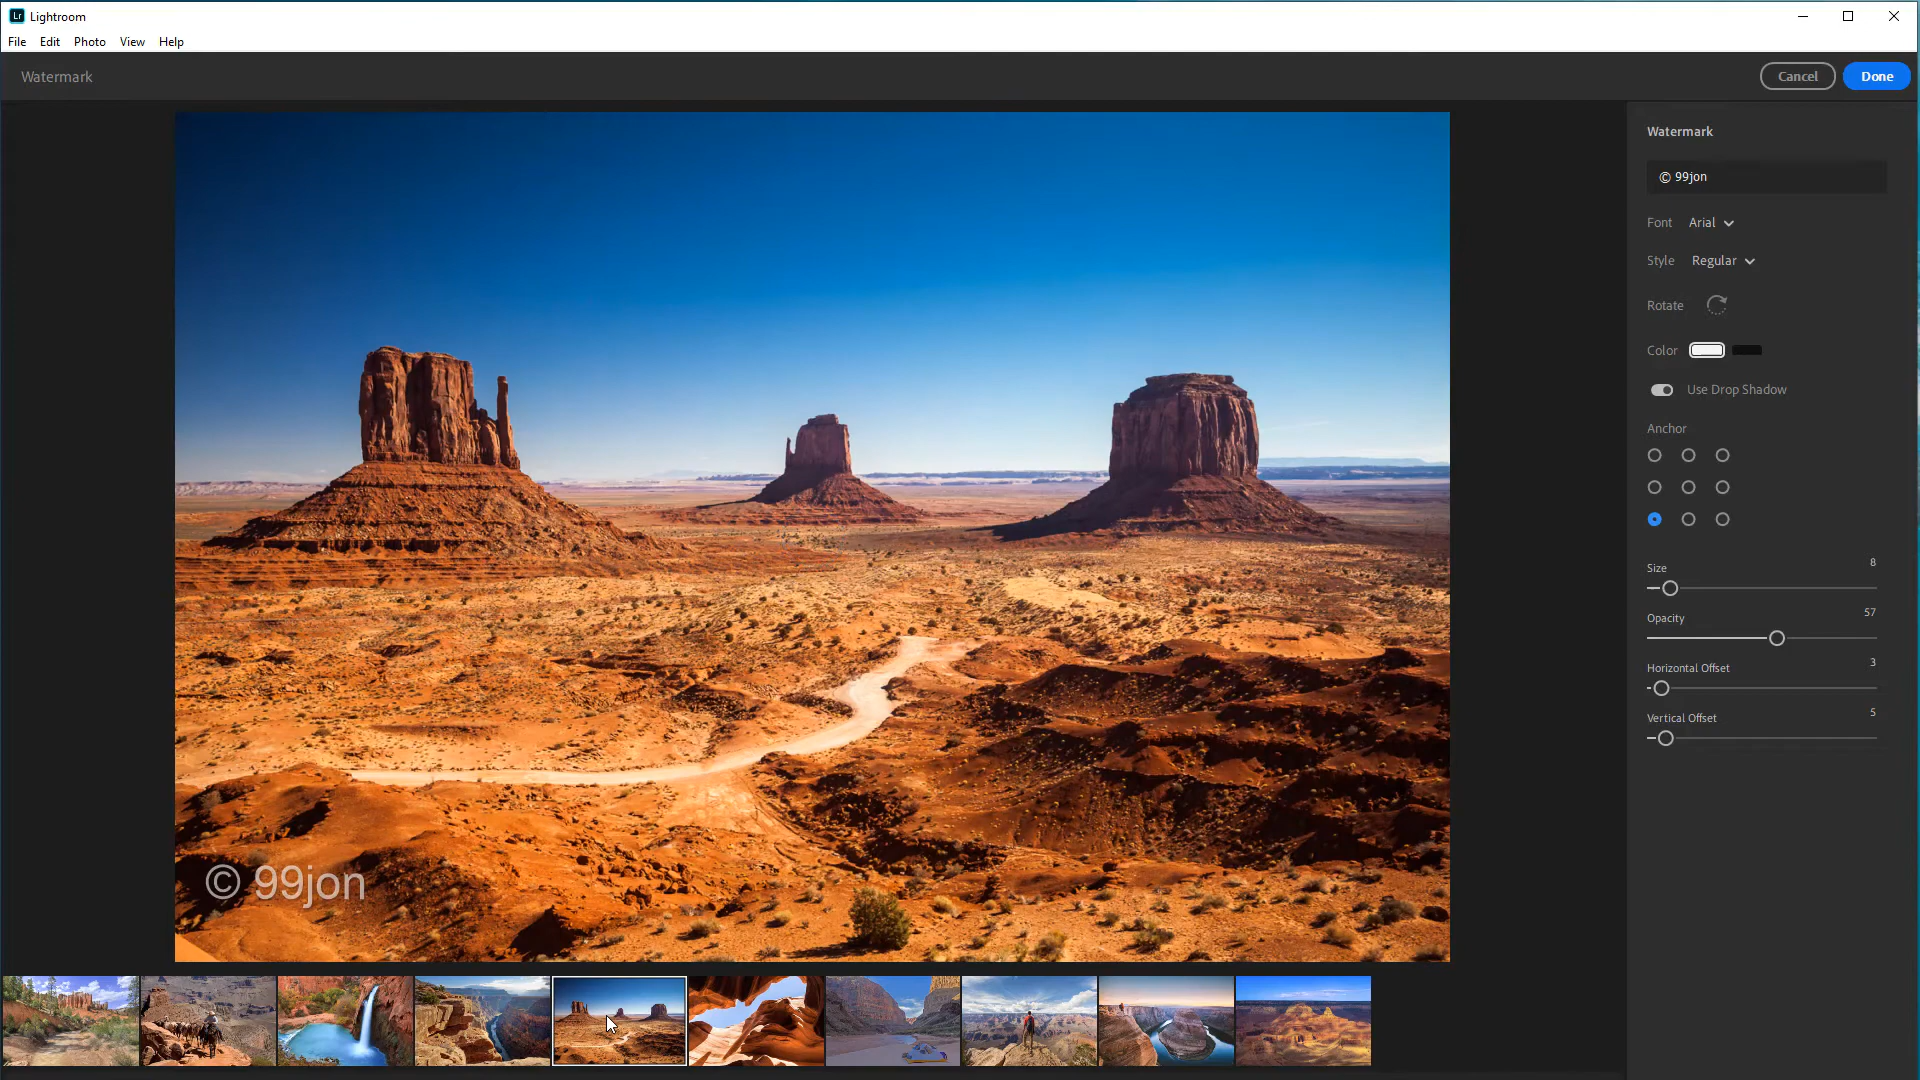 Lr Lightroom
File Edit Photo View Help
Watermark
Cancel Done
Watermark
© 99jon
Font Arial
Style Regular
Rotate
Color
Use Drop Shadow
Anchor
Size 8
Opacity 57
Horizontal Offset 3
Vertical Offset 5
© 99jon